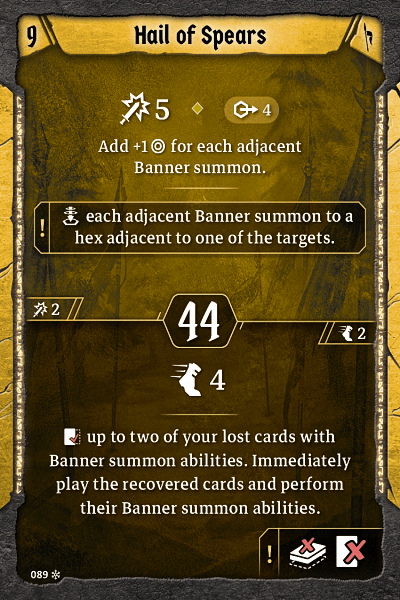 9
Hail of Spears
5
4
Add +1 for each adjacent
Banner summon.
! each adjacent Banner summon to a
hex adjacent to one of the targets.
2
44
2
4
up to two of your lost cards with
Banner summon abilities. Immediately
play the recovered cards and perform
their Banner summon abilities.
!
089